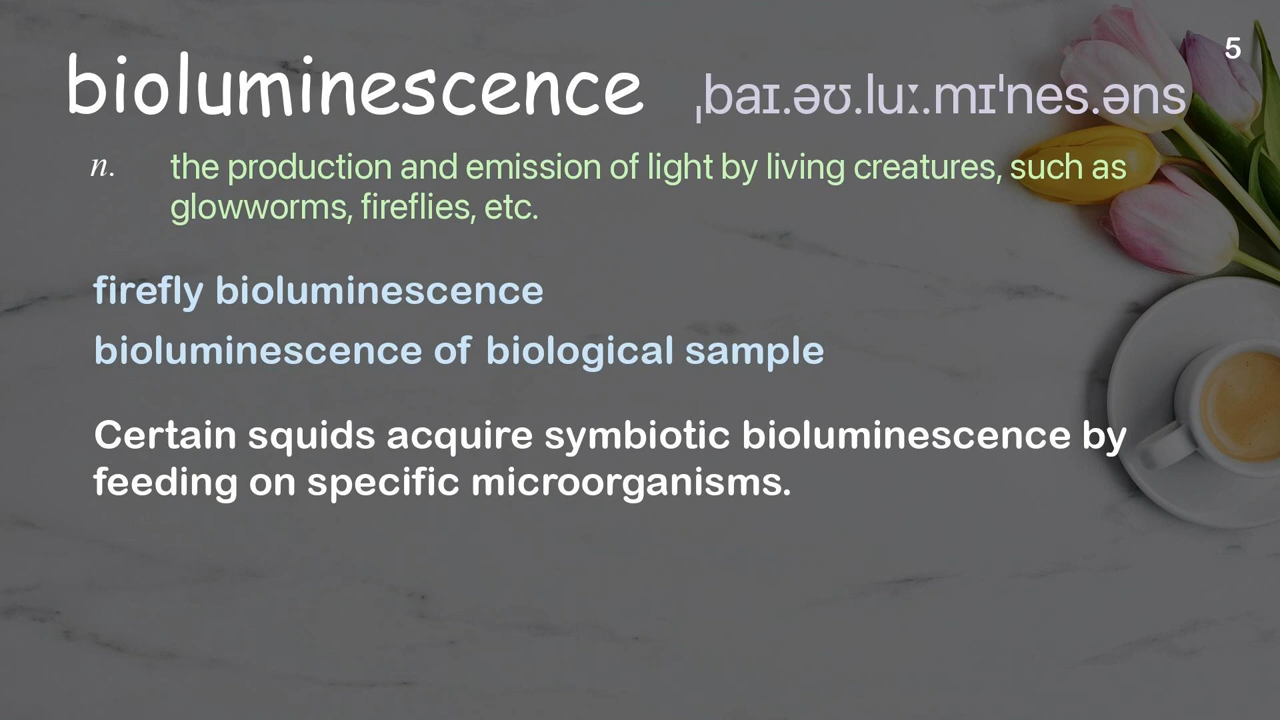 5
bioluminescence ˌbaɪ.əʊ.luː.mɪˈnes.əns
n. the production and emission of light by living creatures, such as
glowworms, fireflies, etc.
firefly bioluminescence
bioluminescence of biological sample
Certain squids acquire symbiotic bioluminescence by
feeding on specific microorganisms.